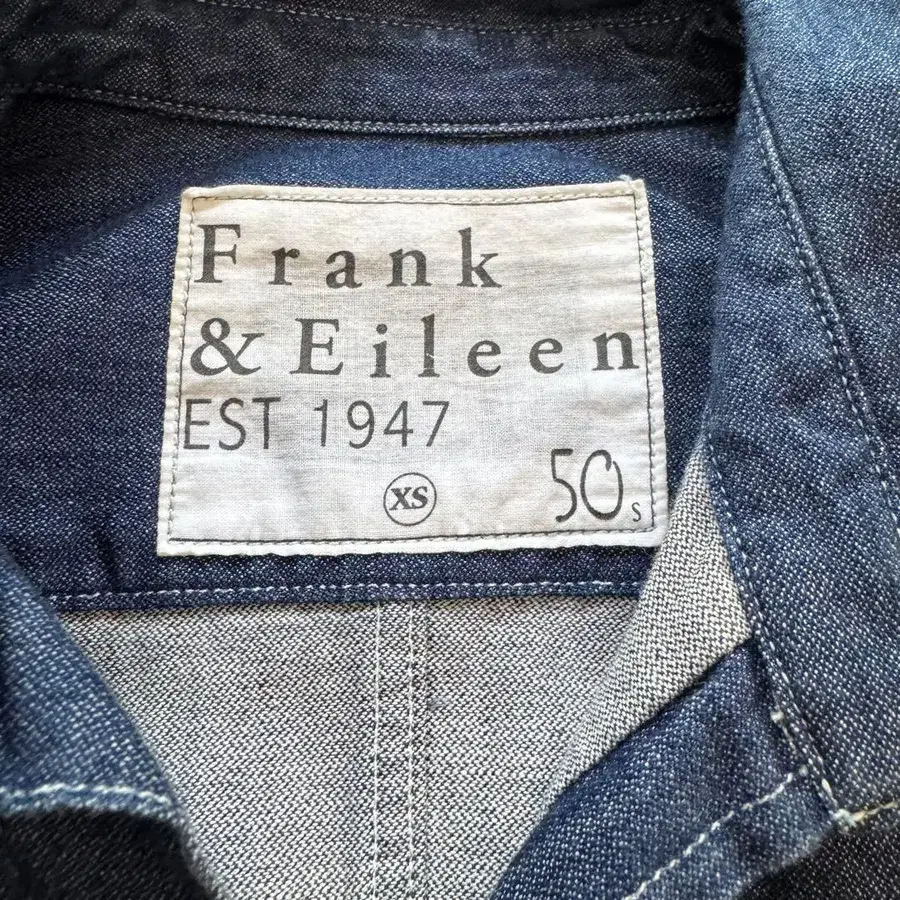 Frank
& Eileen
EST 1947
XS
50s